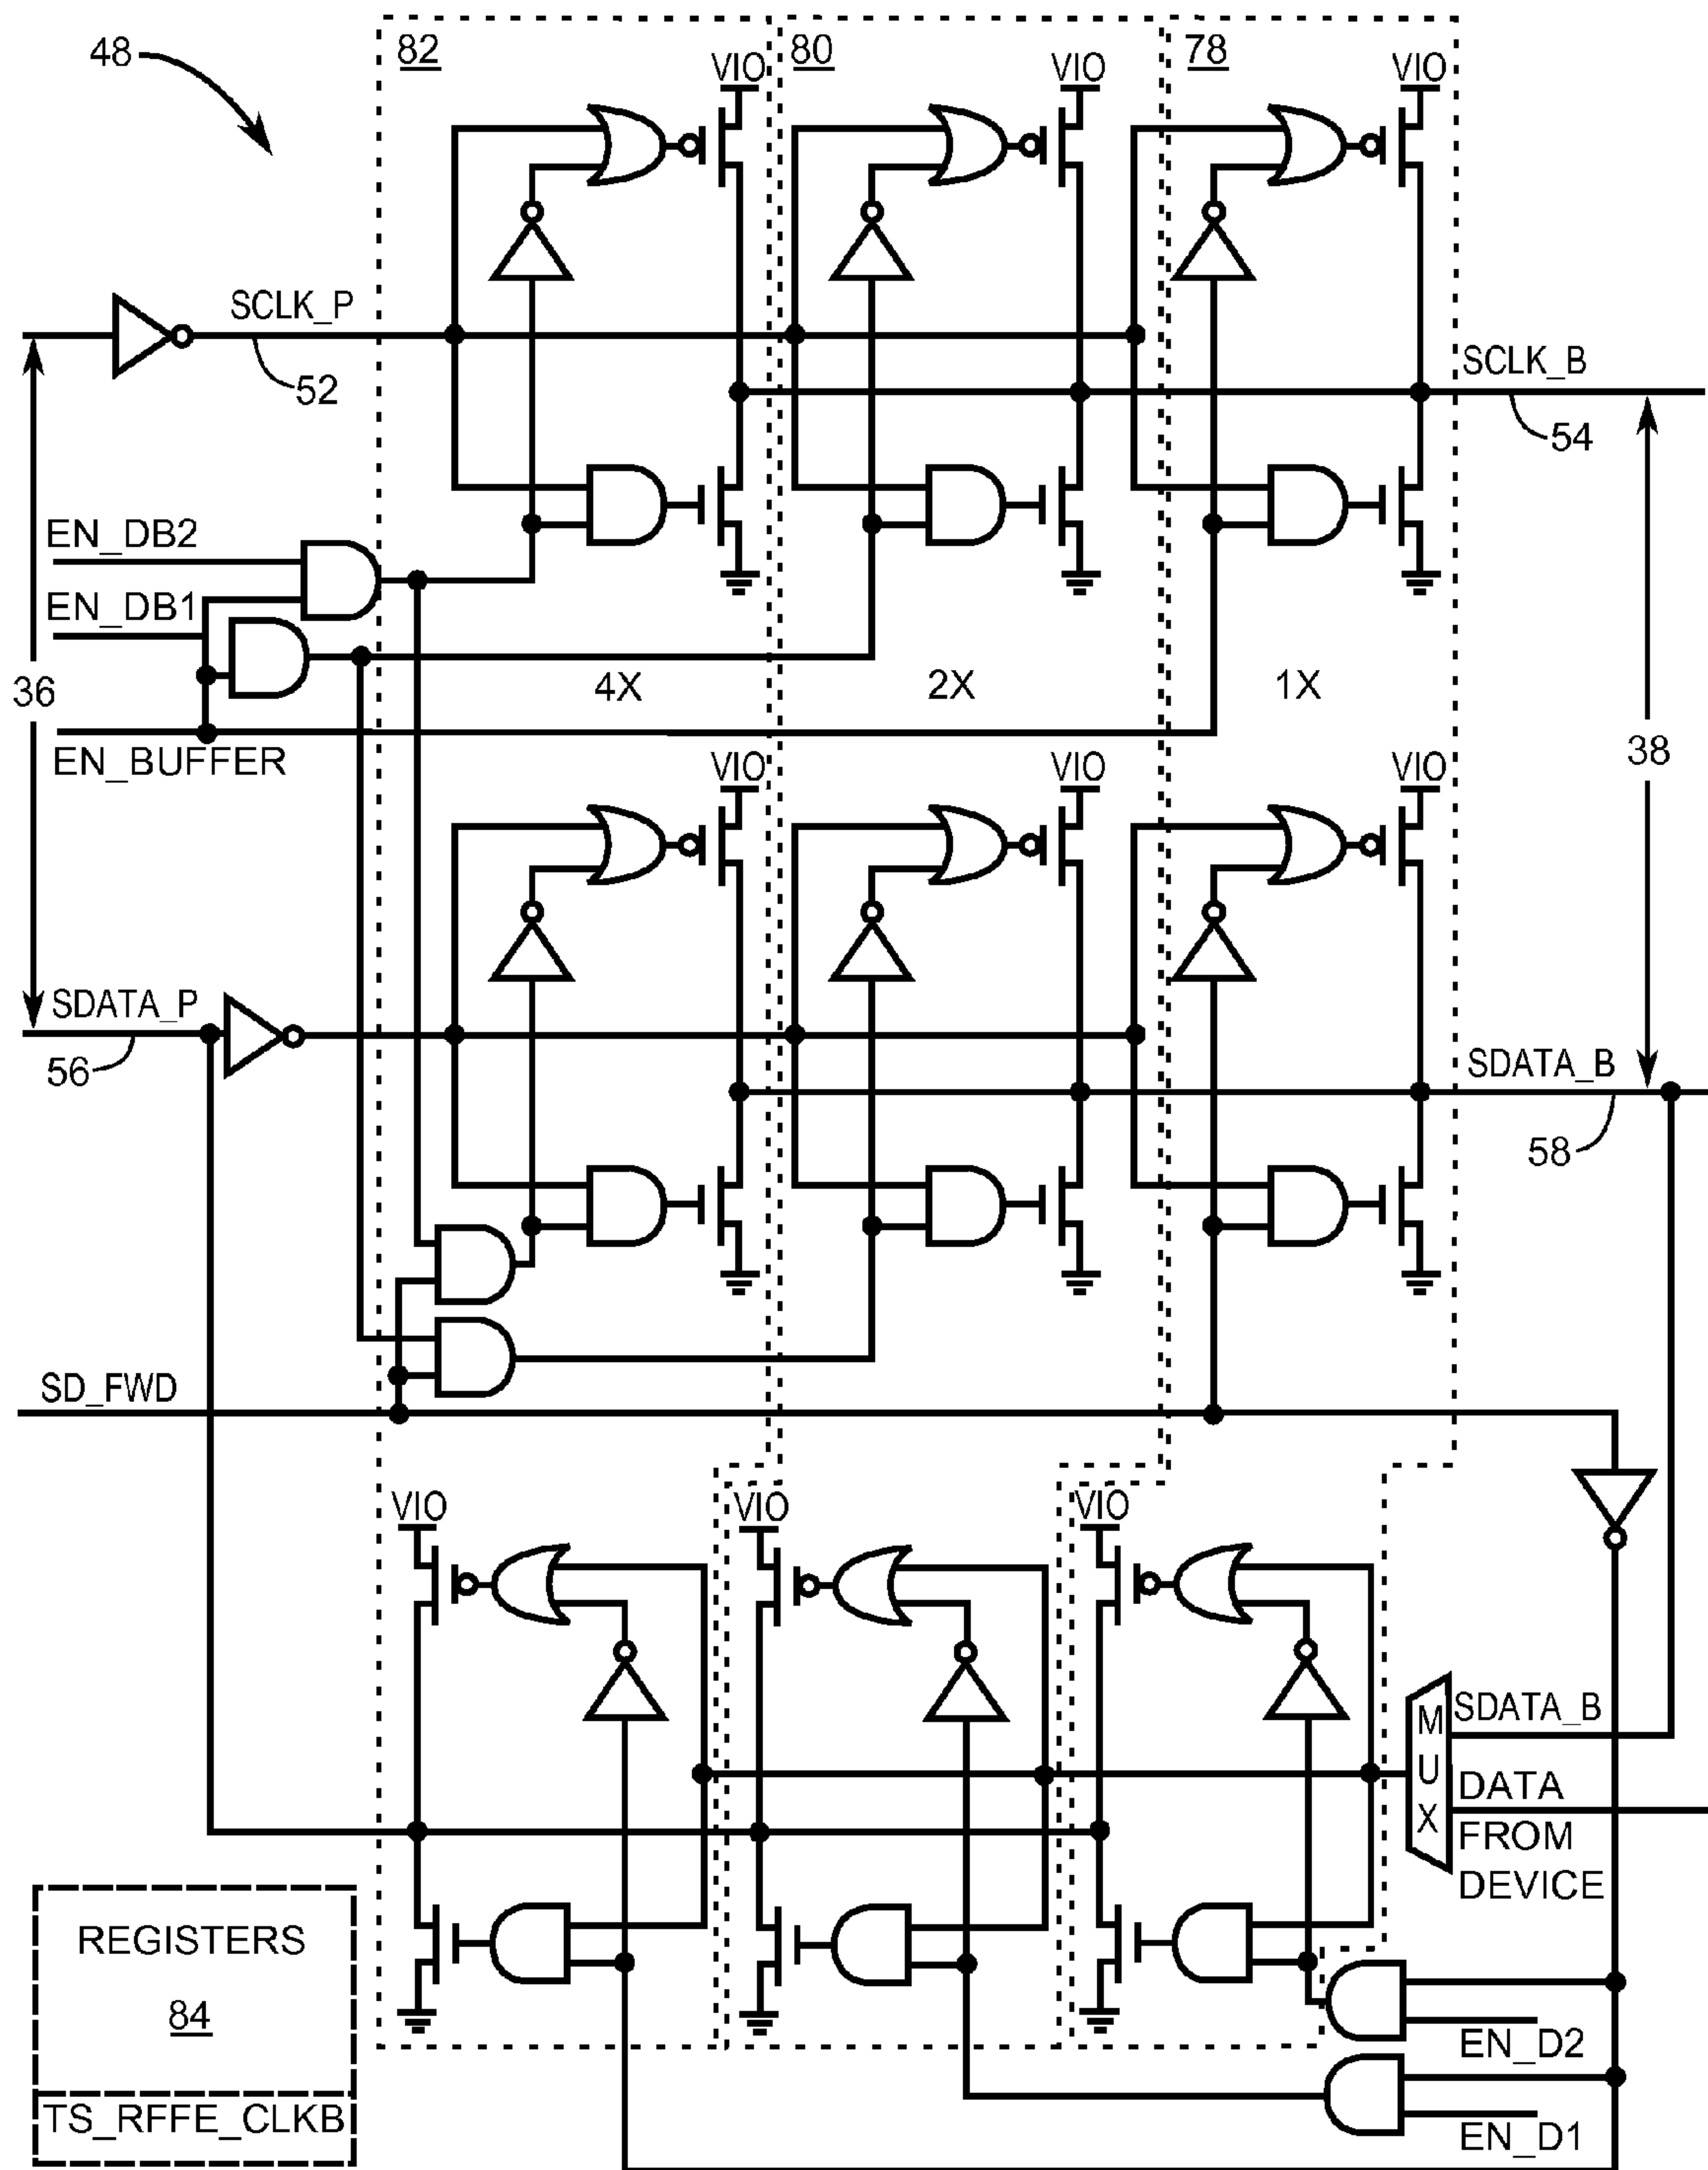 48
82
80
78
VIO
VIO
VIO
SCLK_P
52
SCLK_B
54
EN_DB2
EN_DB1
36
4X
2X
1X
38
EN_BUFFER
VIO
VIO
VIO
SDATA_P
56
SDATA_B
58
SD_FWD
VIO
VIO
VIO
MUX
SDATA_B
DATA
FROM
DEVICE
REGISTERS
84
TS_RFFE_CLKB
EN_D2
EN_D1